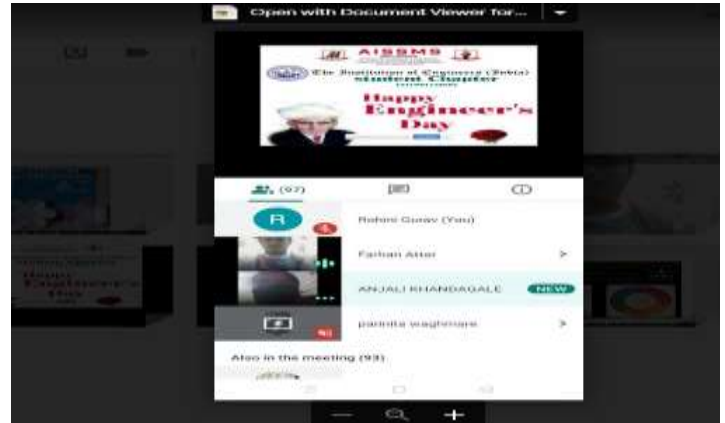 Open with Document Viewer for...
AISSMS
The Institution of Engineers (India)
Student Chapter
Happy
Engineer's
Day
(97)
R
Rohini Gurav (You)
Farhan Attar
ANJALI KHANDAGALE NEW
parinita waghmare
Also in the meeting (93)